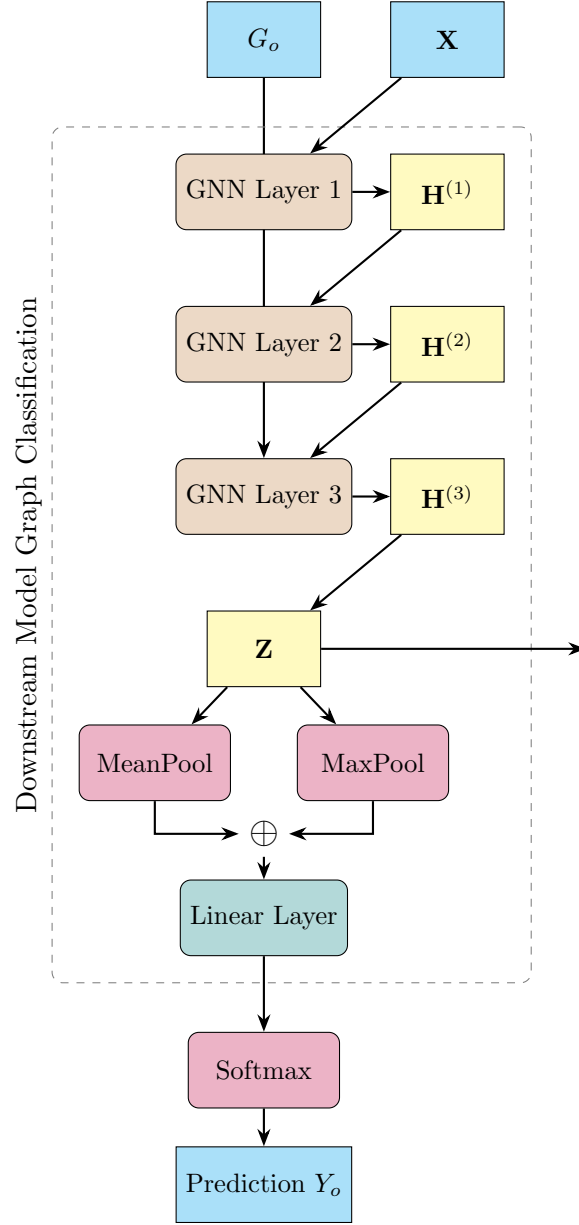 G_o
X
GNN Layer 1
H^(1)
GNN Layer 2
H^(2)
GNN Layer 3
H^(3)
Downstream Model Graph Classification
Z
MeanPool
MaxPool
⊕
Linear Layer
Softmax
Prediction Y_o